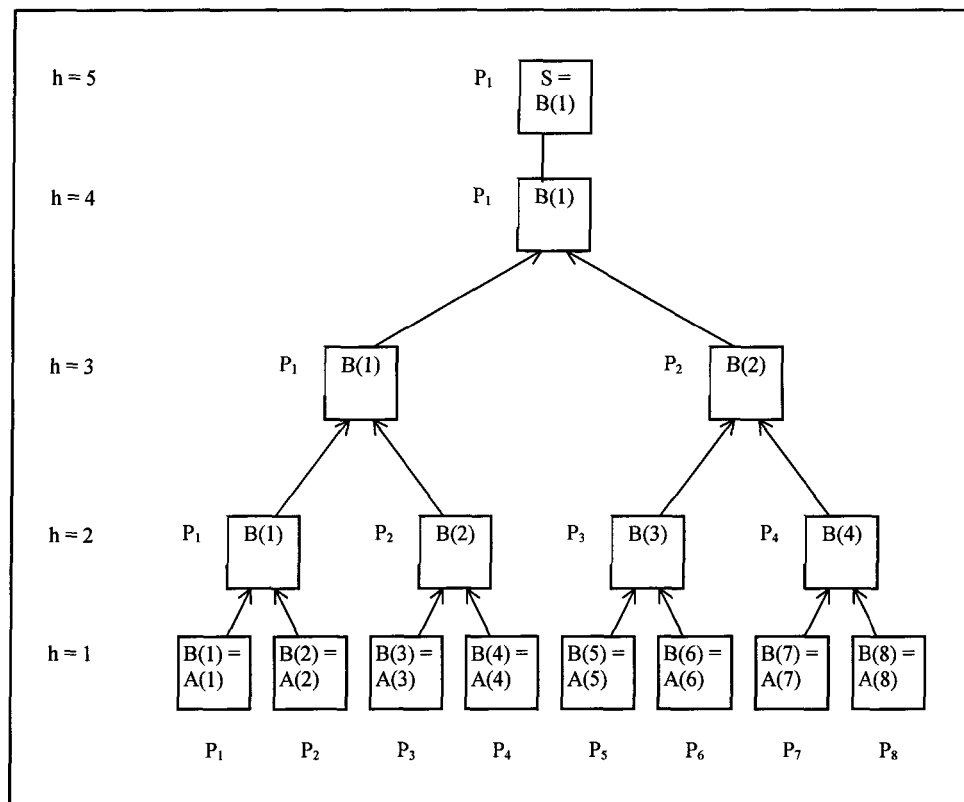 h = 5 P₁ S =
B(1)
h = 4 P₁ B(1)
h = 3 P₁ B(1) P₂ B(2)
h = 2 P₁ B(1) P₂ B(2) P₃ B(3) P₄ B(4)
h = 1 B(1) = B(2) = B(3) = B(4) = B(5) = B(6) = B(7) = B(8) =
A(1) A(2) A(3) A(4) A(5) A(6) A(7) A(8)
P₁ P₂ P₃ P₄ P₅ P₆ P₇ P₈